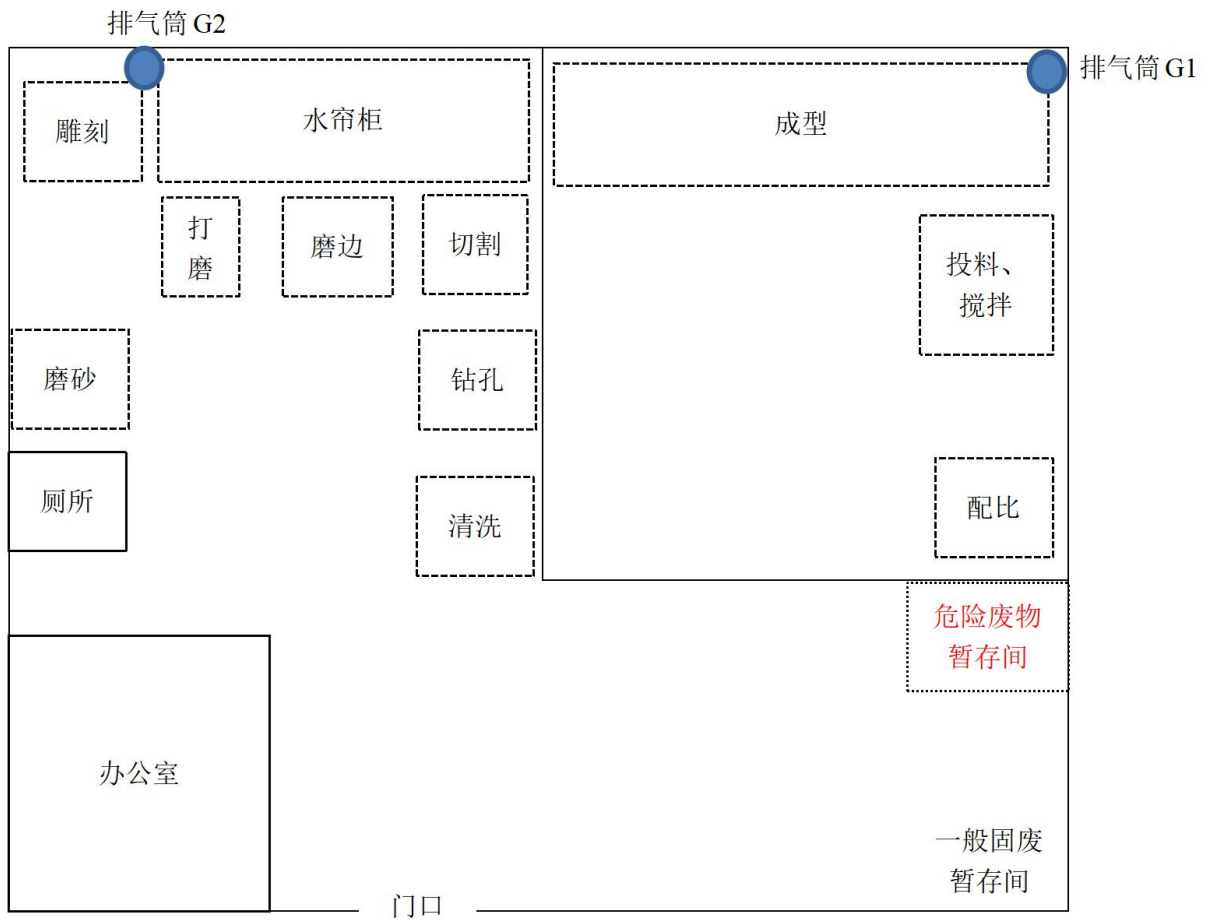 排气筒 G2
排气筒 G1
雕刻
水帘柜
成型
打
磨
磨边
切割
投料、
搅拌
磨砂
钻孔
厕所
清洗
配比
危险废物
暂存间
办公室
一般固废
暂存间
门口